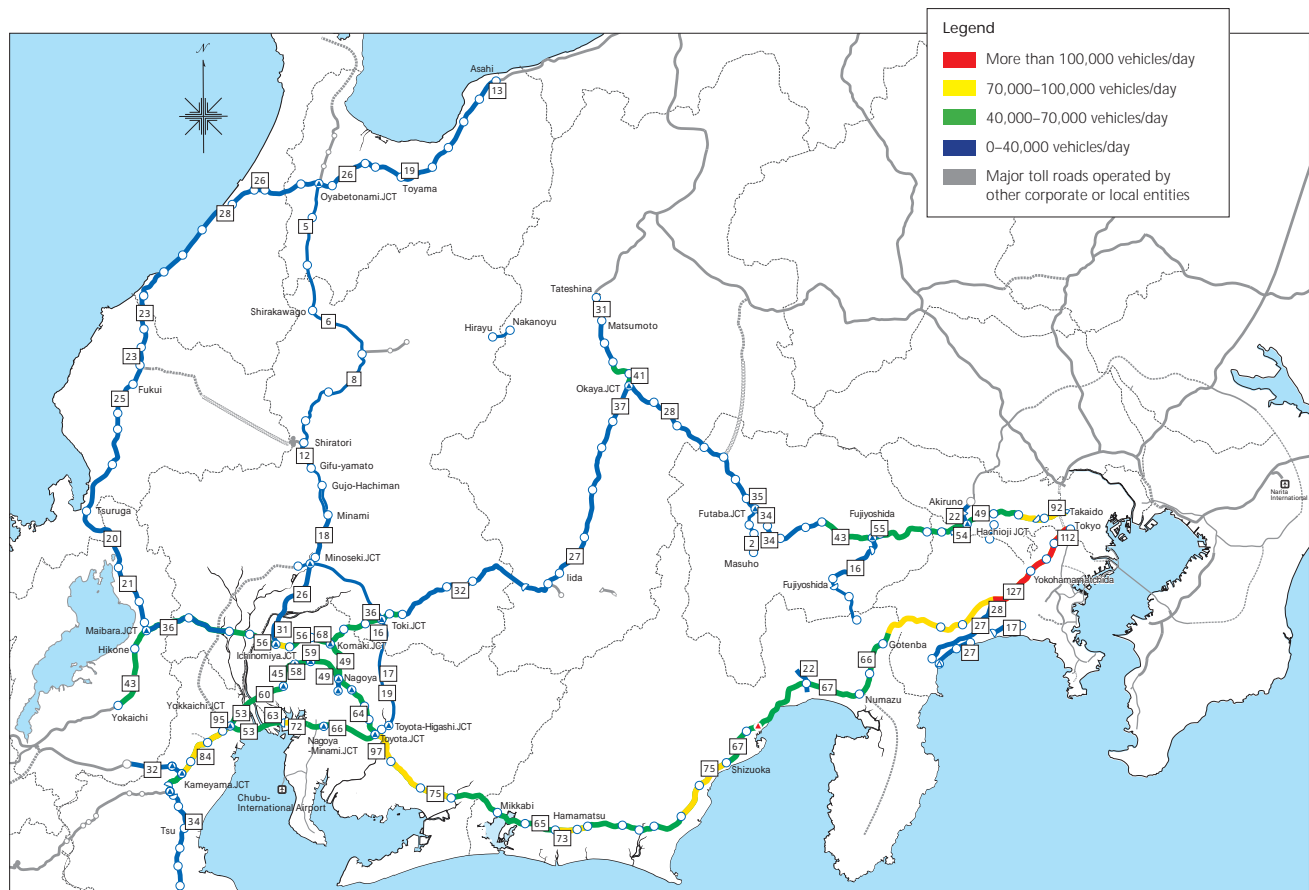 Legend
More than 100,000 vehicles/day
70,000–100,000 vehicles/day
40,000–70,000 vehicles/day
0–40,000 vehicles/day
Major toll roads operated by
other corporate or local entities
N
Asahi
13
26
26
19
Toyama
Oyabetonami.JCT
28
5
Shirakawago
6
23
23
Fukui
25
8
Hirayu
Nakanoyu
Tateshina
31
Matsumoto
41
Okaya.JCT
37
28
Shiratori
12
Gifu-yamato
Gujo-Hachiman
Minami
18
Minoseki.JCT
Tsuruga
20
21
26
27
Iida
32
35
Futaba.JCT
34
34
2
Masuho
43
Fujiyoshida
55
16
Fujiyoshida
Akiruno
22
49
54
Hachioji JCT
92
Takaido
Tokyo
112
Narita
International
127
Yokohamamachida
28
27
17
27
Gotenba
66
Numazu
67
22
67
Shizuoka
75
Maibara.JCT
36
Hikone
43
Yokaichi
31
56
56
68
36
Toki.JCT
16
Ichinomiya.JCT
Komaki.JCT
59
58
45
49
49
Nagoya
17
19
60
64
Yokkaichi.JCT
53
95
53
63
72
66
Nagoya
-Minami.JCT
Toyota-Higashi.JCT
Toyota.JCT
97
84
32
Kameyama.JCT
Chubu-
International Airport
75
Mikkabi
65
Hamamatsu
73
34
Tsu